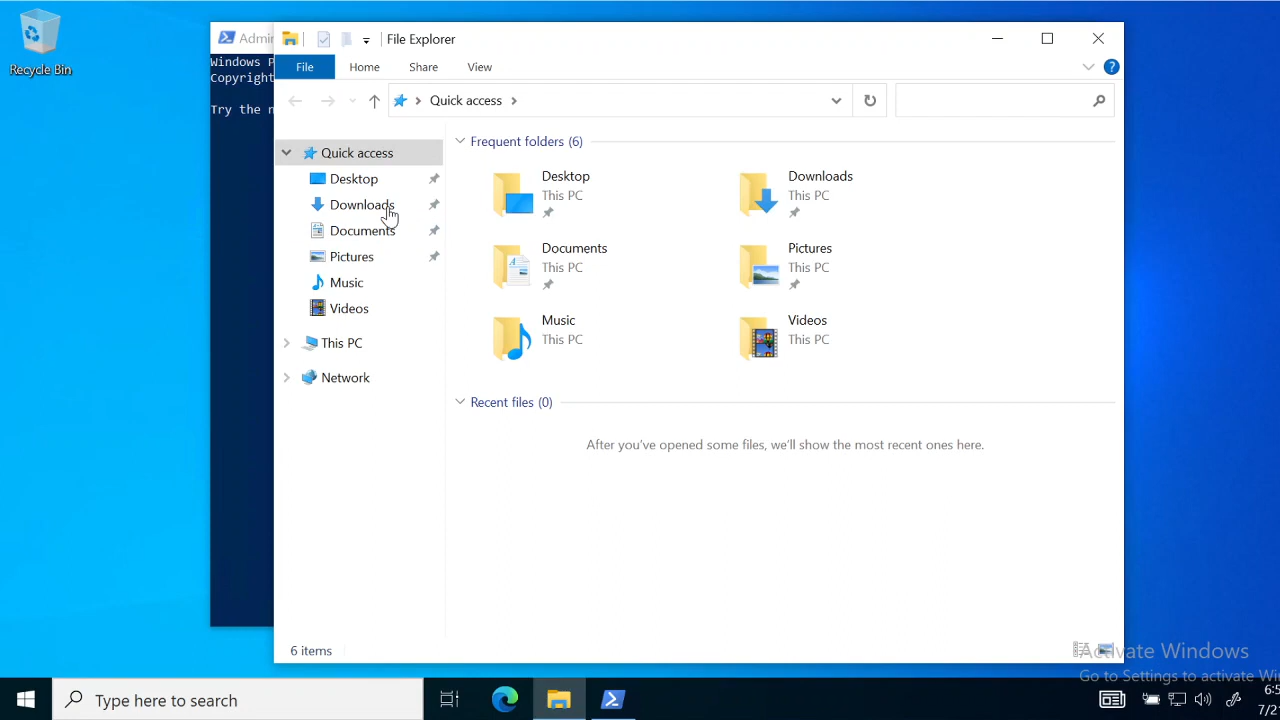 Recycle Bin
Admin
Windows P
Copyright
Try the n
File Explorer
File
Home
Share
View
Quick access
Quick access
Desktop
Downloads
Documents
Pictures
Music
Videos
This PC
Network
Frequent folders (6)
Desktop
This PC
Downloads
This PC
Documents
This PC
Pictures
This PC
Music
This PC
Videos
This PC
Recent files (0)
After you've opened some files, we'll show the most recent ones here.
6 items
Activate Windows
Go to Settings to activate Wi
Type here to search
6:5
7/2